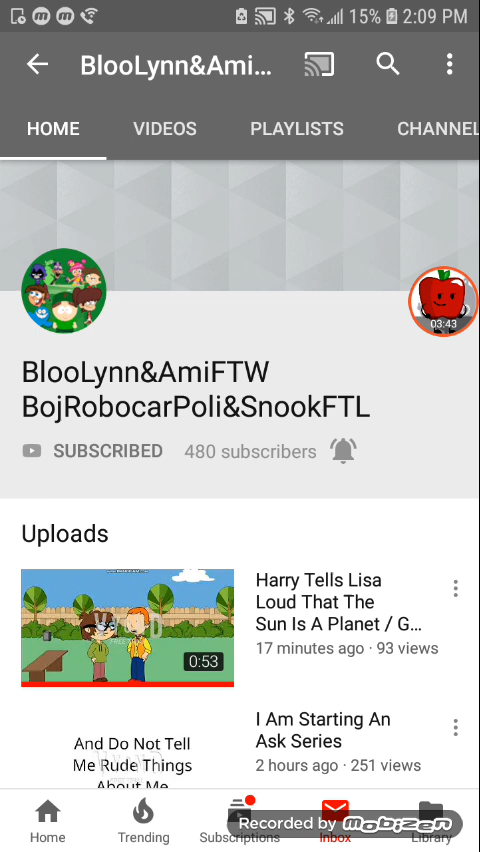 15% 2:09 PM
BlooLynn&Ami...
HOME VIDEOS PLAYLISTS CHANNEL
03:43
BlooLynn&AmiFTW
BojRobocarPoli&SnookFTL
SUBSCRIBED 480 subscribers
Uploads
Harry Tells Lisa
Loud That The
Sun Is A Planet / G...
17 minutes ago · 93 views
0:53
I Am Starting An
Ask Series
2 hours ago · 251 views
And Do Not Tell
Me Rude Things
About Me
Home Trending Subscriptions Inbox Library
Recorded by mobizen